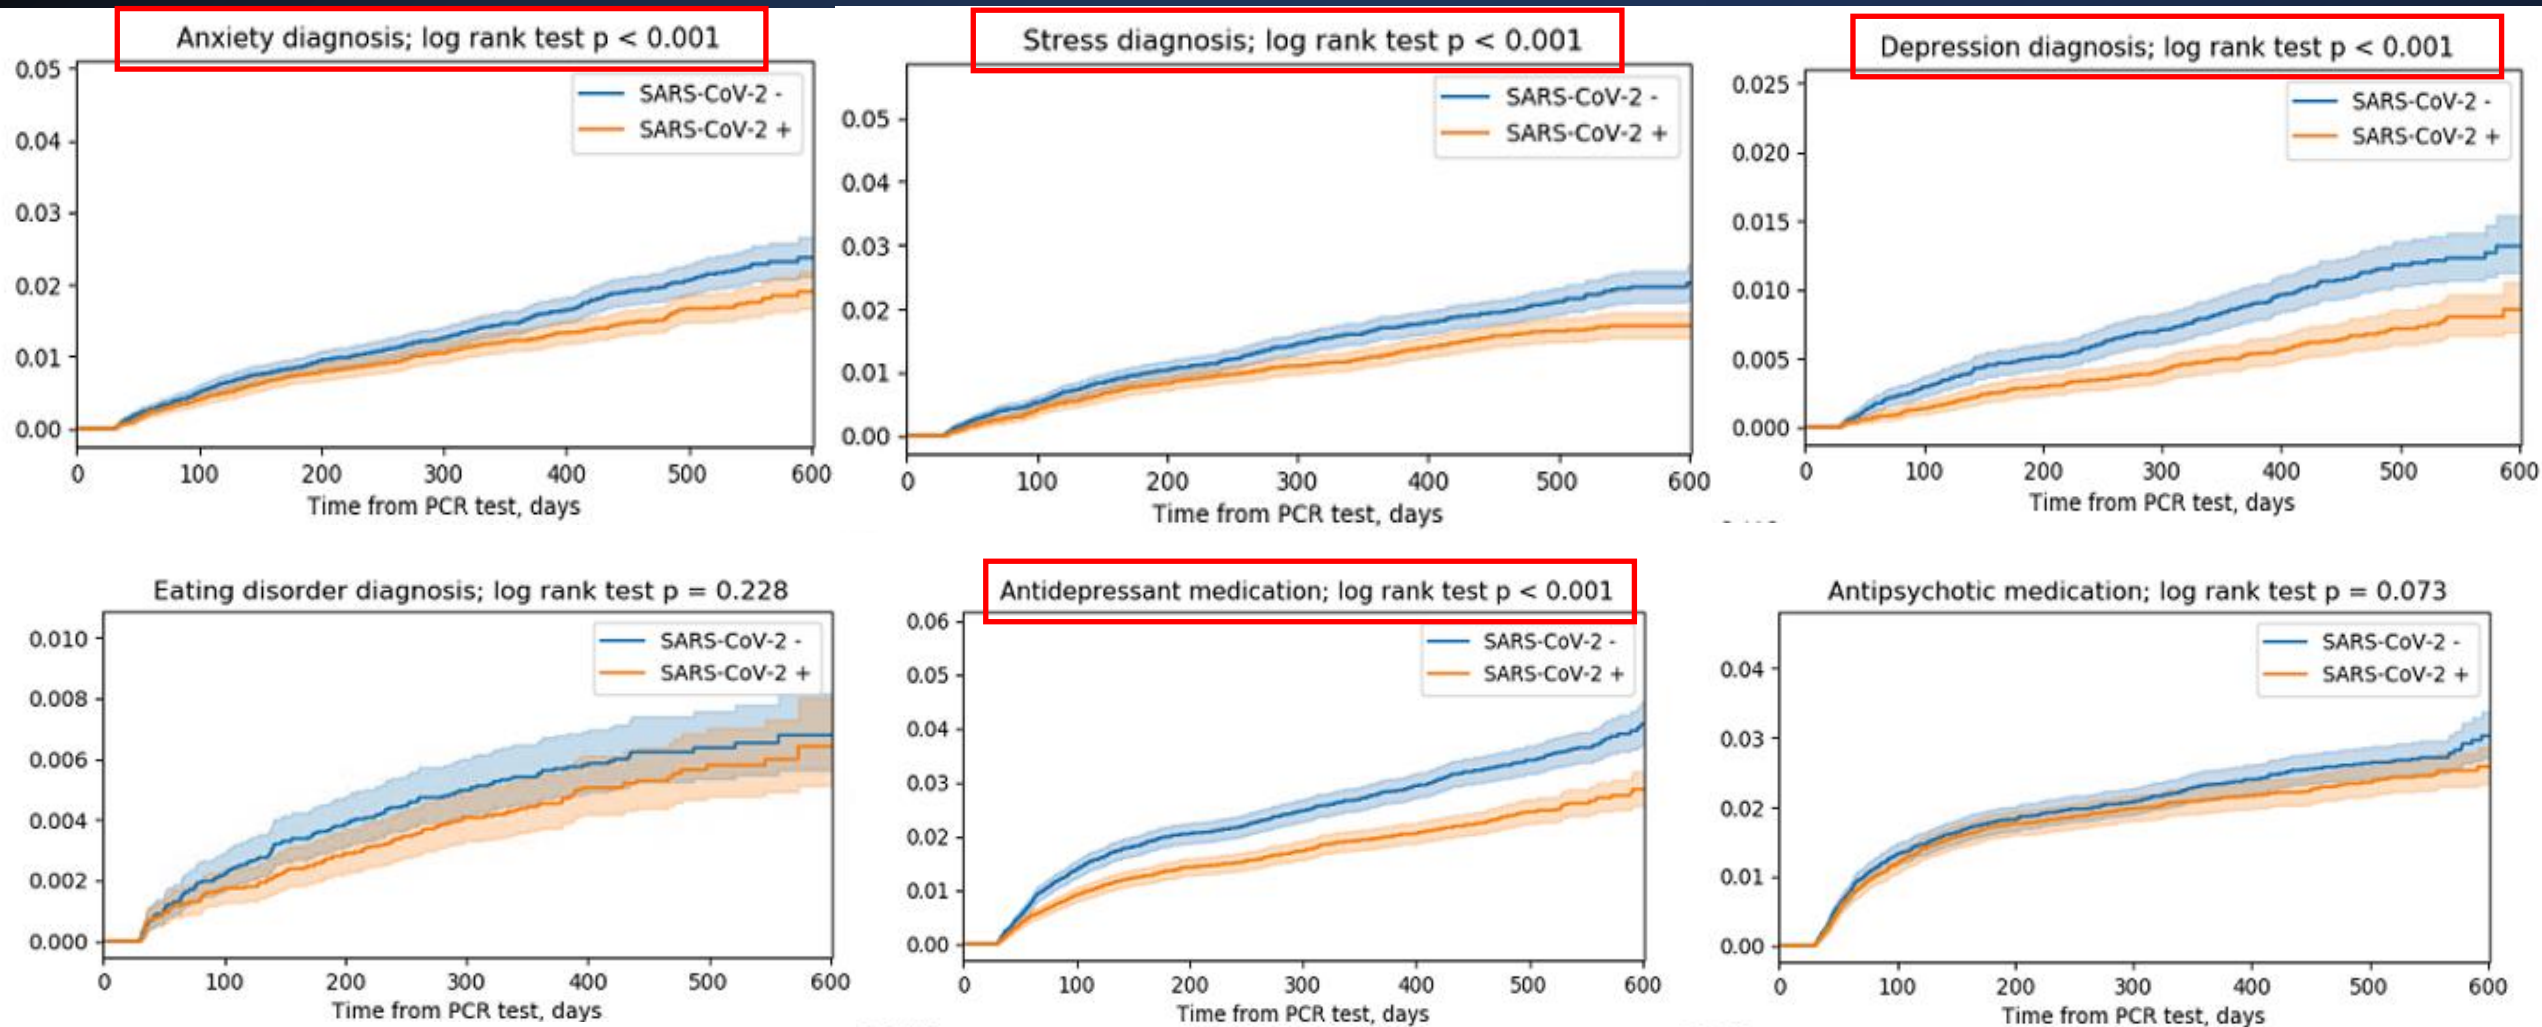 Anxiety diagnosis; log rank test p < 0.001
0.05
0.04
0.03
0.02
0.01
0.00
SARS-CoV-2 -
SARS-CoV-2 +
0 100 200 300 400 500 600
Time from PCR test, days
Stress diagnosis; log rank test p < 0.001
0.05
0.04
0.03
0.02
0.01
0.00
SARS-CoV-2 -
SARS-CoV-2 +
0 100 200 300 400 500 600
Time from PCR test, days
Depression diagnosis; log rank test p < 0.001
0.025
0.020
0.015
0.010
0.005
0.000
SARS-CoV-2 -
SARS-CoV-2 +
0 100 200 300 400 500 600
Time from PCR test, days
Eating disorder diagnosis; log rank test p = 0.228
0.010
0.008
0.006
0.004
0.002
0.000
SARS-CoV-2 -
SARS-CoV-2 +
0 100 200 300 400 500 600
Time from PCR test, days
Antidepressant medication; log rank test p < 0.001
0.06
0.05
0.04
0.03
0.02
0.01
0.00
SARS-CoV-2 -
SARS-CoV-2 +
0 100 200 300 400 500 600
Time from PCR test, days
Antipsychotic medication; log rank test p = 0.073
0.04
0.03
0.02
0.01
0.00
SARS-CoV-2 -
SARS-CoV-2 +
0 100 200 300 400 500 600
Time from PCR test, days